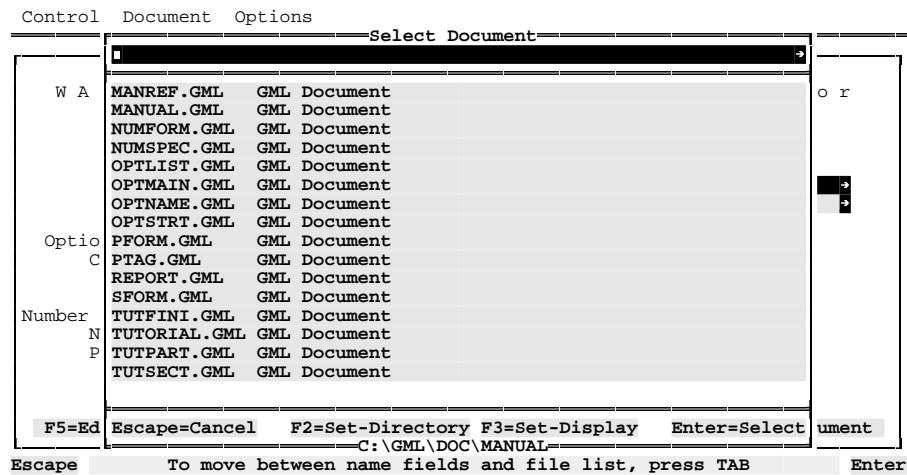 Control Document Options
Select Document
W A o r
MANREF.GML GML Document
MANUAL.GML GML Document
NUMFORM.GML GML Document
NUMSPEC.GML GML Document
OPTLIST.GML GML Document
OPTMAIN.GML GML Document
OPTNAME.GML GML Document
OPTSTRT.GML GML Document
Optio PFORM.GML GML Document
C PTAG.GML GML Document
REPORT.GML GML Document
SFORM.GML GML Document
Number TUTFINI.GML GML Document
N TUTORIAL.GML GML Document
P TUTPART.GML GML Document
TUTSECT.GML GML Document
F5=Ed Escape=Cancel F2=Set-Directory F3=Set-Display Enter=Select ument
C:\GML\DOC\MANUAL
Escape To move between name fields and file list, press TAB Enter